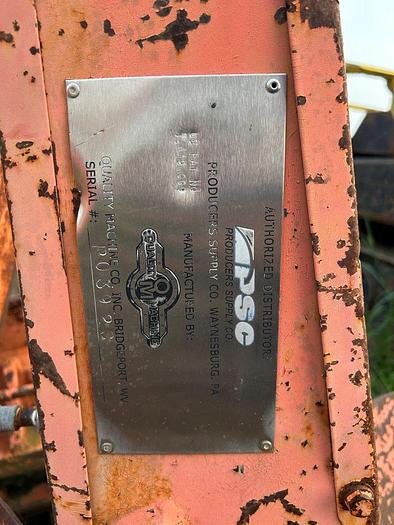 AUTHORIZED DISTRIBUTOR:
PSC
PRODUCERS SUPPLY CO.
PRODUCERS SUPPLY CO. WAYNESBURG, PA
MANUFACTURED BY:
QUALITY MACHINE
QM
QUALITY MACHINE CO., INC. BRIDGEPORT, WV
SERIAL #: